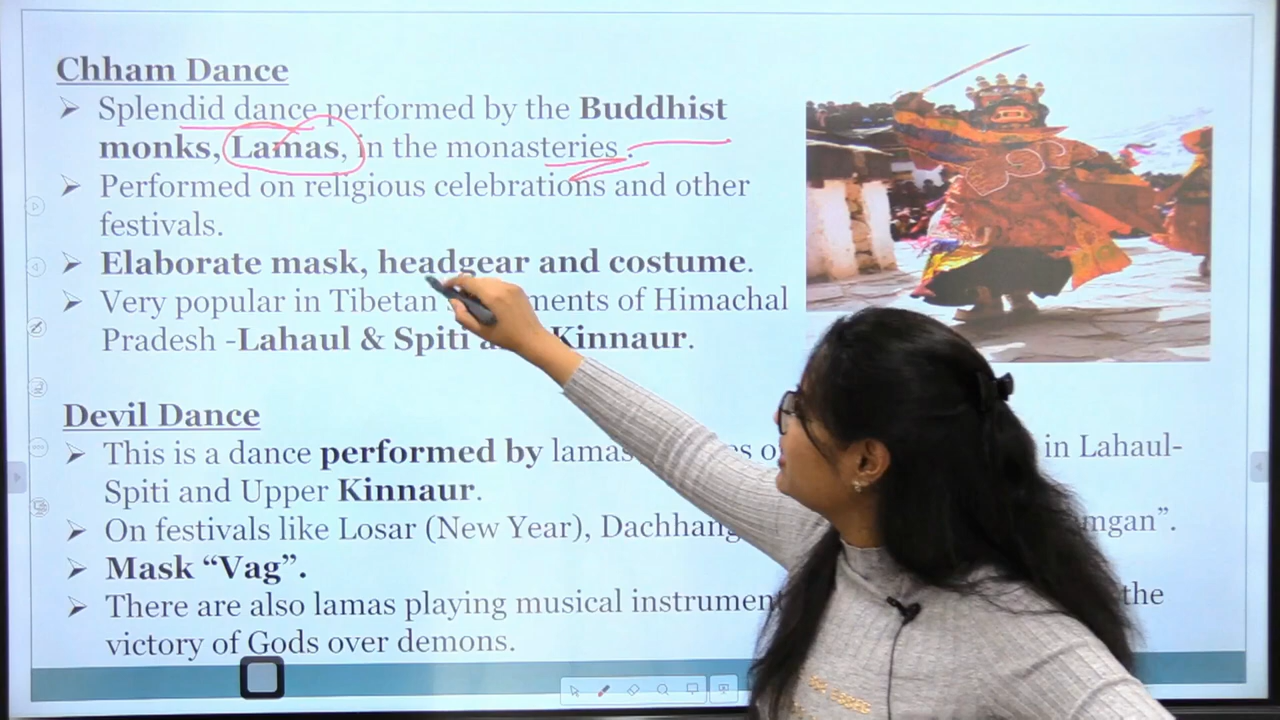 Chham Dance
➢ Splendid dance performed by the Buddhist
monks, Lamas, in the monasteries .
➢ Performed on religious celebrations and other
festivals.
➢ Elaborate mask, headgear and costume.
➢ Very popular in Tibetan of Himachal
Pradesh -Lahaul & Spiti Kinnaur.
Devil Dance
➢ This is a dance performed by lamas in Lahaul-
Spiti and Upper Kinnaur.
➢ On festivals like Losar (New Year),
➢ Mask “Vag”.
➢ There are also lamas playing musical the
victory of Gods over demons.